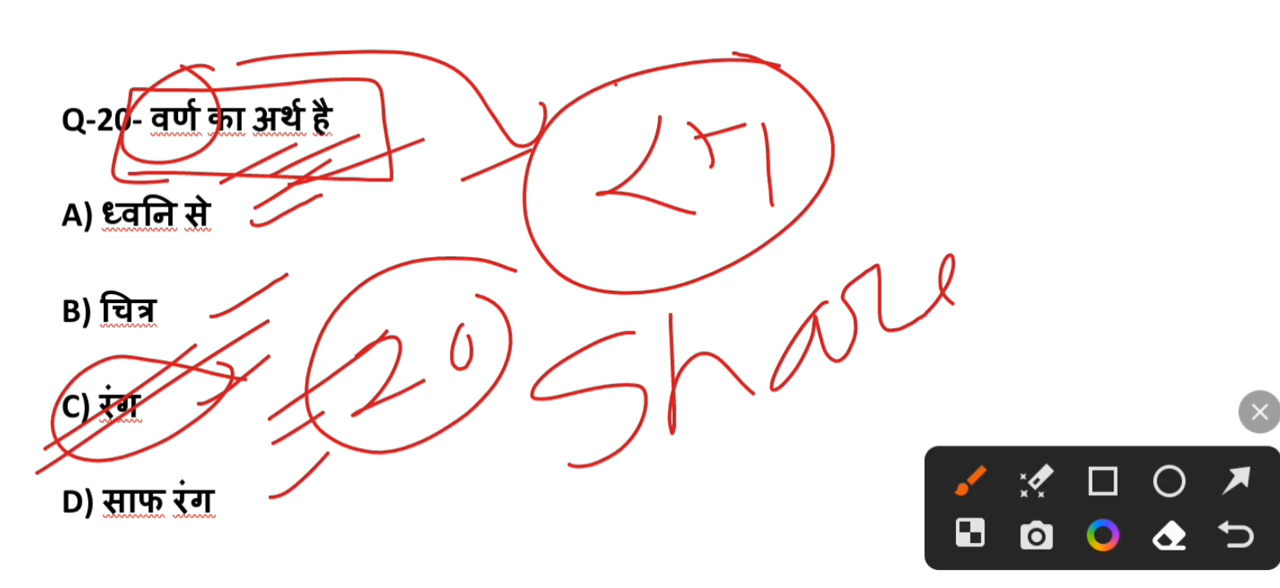 Q-20- वर्ण का अर्थ है
रंग
A) ध्वनि से
B) चित्र
20 Share
C) रंग
D) साफ रंग